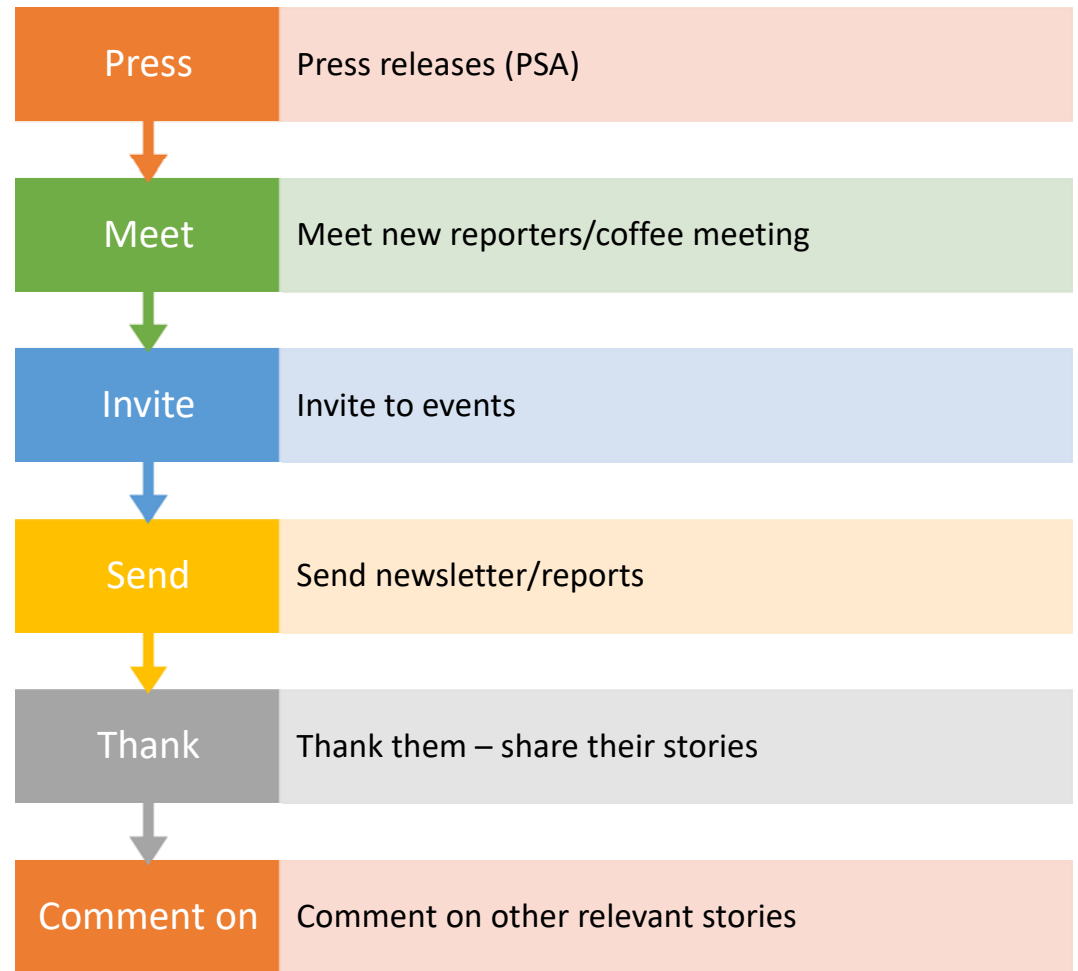 Press
Press releases (PSA)
Meet
Meet new reporters/coffee meeting
Invite
Invite to events
Send
Send newsletter/reports
Thank
Thank them – share their stories
Comment on
Comment on other relevant stories